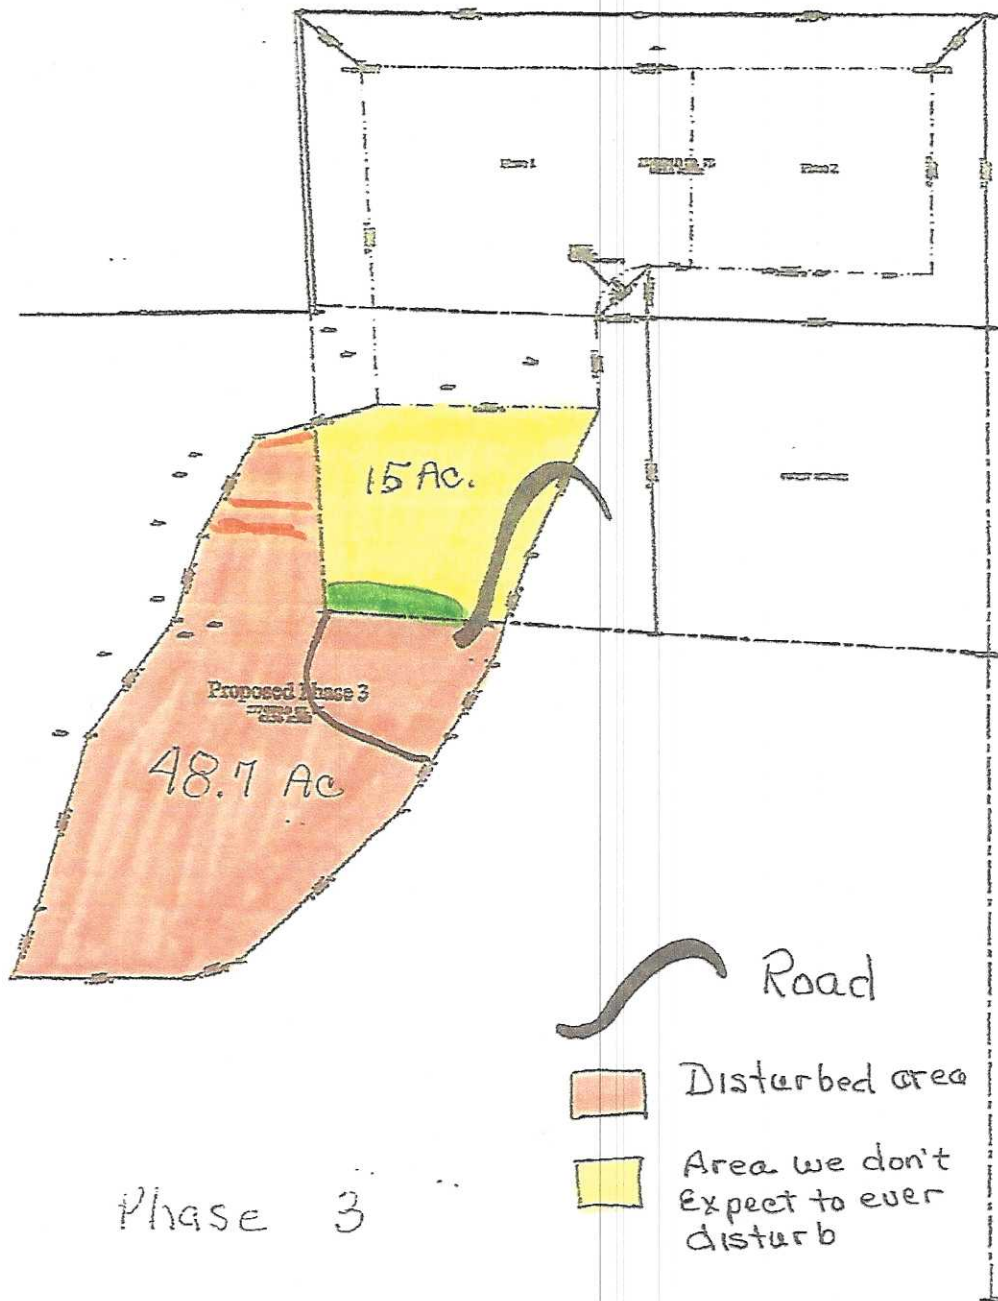 15 Ac.
Proposed Phase 3
48.7 Ac
Road
Disturbed area
Area we don't
Expect to ever
disturb
Phase 3